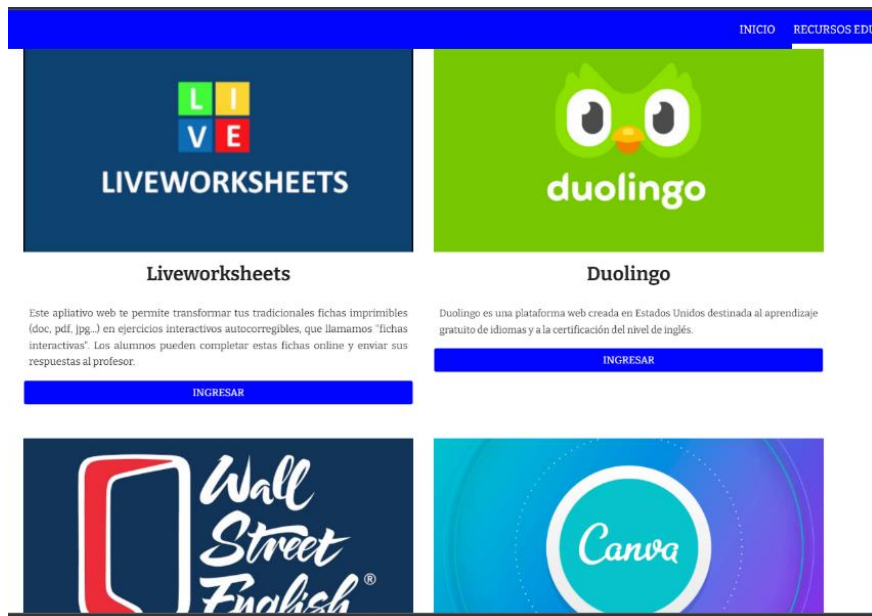 INICIO RECURSOS EDU
L I
V E
LIVEWORKSHEETS
duolingo
Liveworksheets
Este apliativo web te permite transformar tus tradicionales fichas imprimibles
(doc, pdf, jpg...) en ejercicios interactivos autocorregibles, que llamamos "fichas
interactivas". Los alumnos pueden completar estas fichas online y enviar sus
respuestas al profesor.
INGRESAR
Duolingo
Duolingo es una plataforma web creada en Estados Unidos destinada al aprendizaje
gratuito de idiomas y a la certificación del nivel de inglés.
INGRESAR
Wall
Street
English ®
Canva